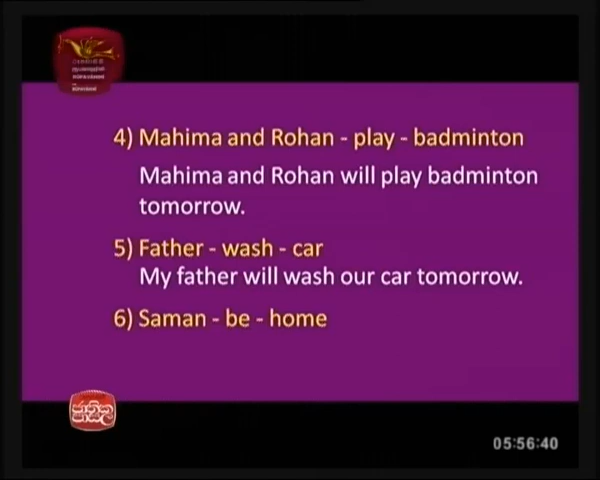 4) Mahima and Rohan - play - badminton
Mahima and Rohan will play badminton
tomorrow.
5) Father - wash - car
My father will wash our car tomorrow.
6) Saman - be - home
05:56:40